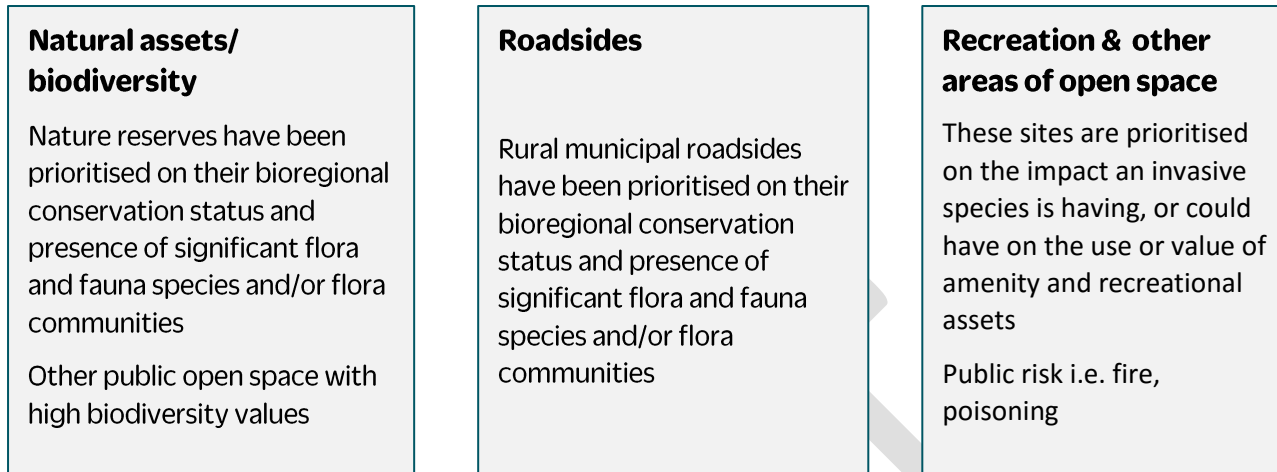 Natural assets/
biodiversity
Nature reserves have been
prioritised on their bioregional
conservation status and
presence of significant flora
and fauna species and/or flora
communities
Other public open space with
high biodiversity values
Roadsides
Rural municipal roadsides
have been prioritised on their
bioregional conservation
status and presence of
significant flora and fauna
species and/or flora
communities
Recreation & other
areas of open space
These sites are prioritised
on the impact an invasive
species is having, or could
have on the use or value of
amenity and recreational
assets
Public risk i.e. fire,
poisoning